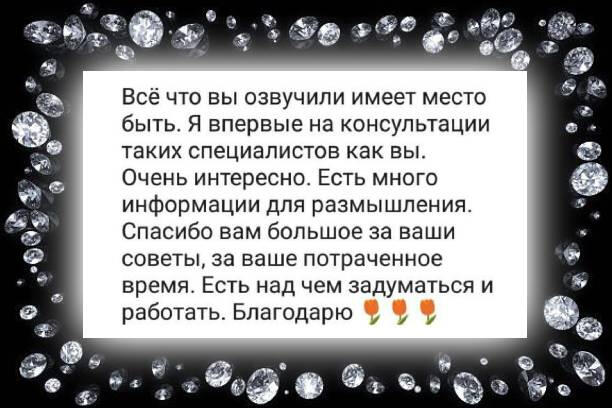 Всё что вы озвучили имеет место
быть. Я впервые на консультации
таких специалистов как вы.
Очень интересно. Есть много
информации для размышления.
Спасибо вам большое за ваши
советы, за ваше потраченное
время. Есть над чем задуматься и
работать. Благодарю 🌷🌷🌷